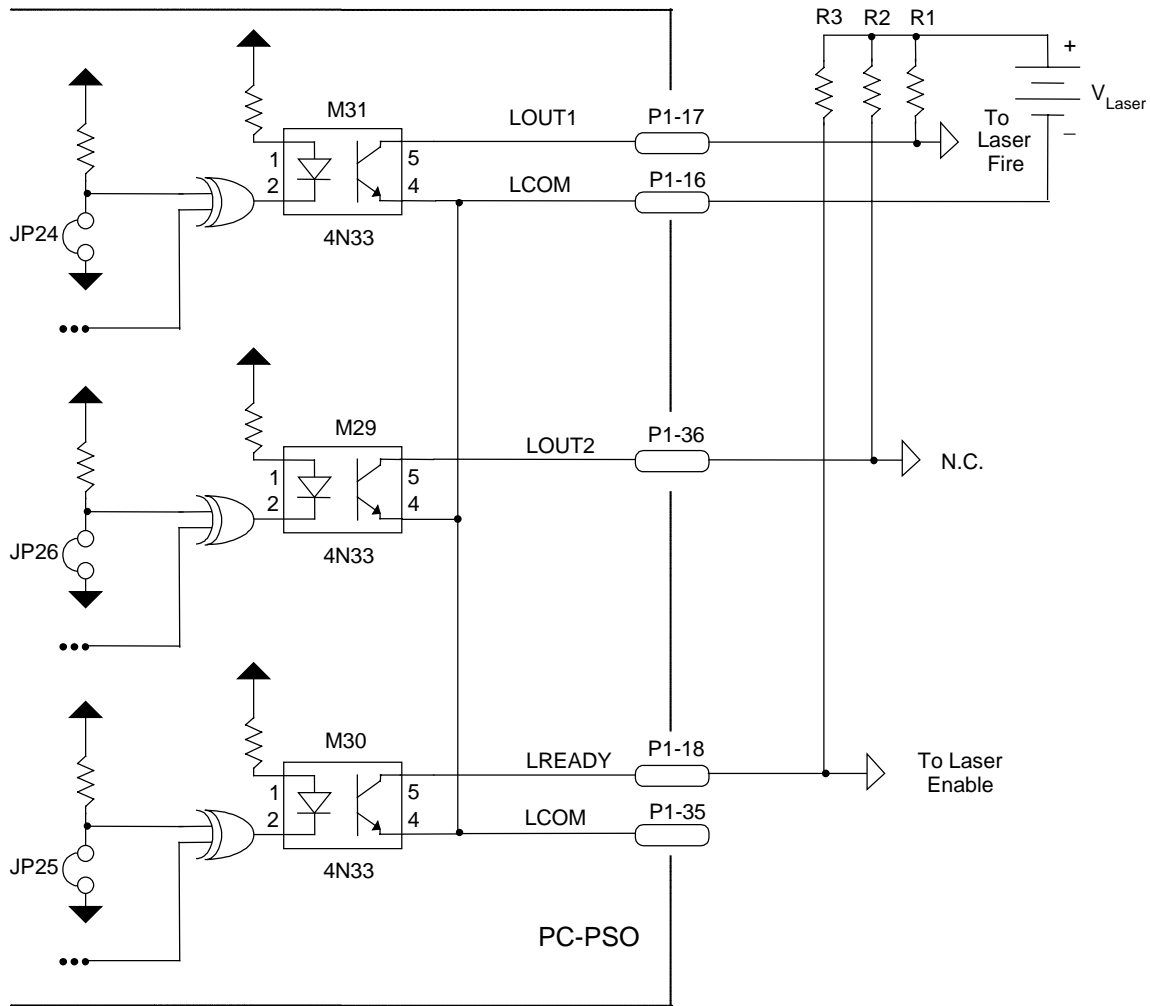 R3 R2 R1
+
V Laser
–
M31
LOUT1
P1-17
To
Laser
Fire
1
2
5
4
LCOM
P1-16
JP24
4N33
M29
LOUT2
P1-36
N.C.
1
2
5
4
JP26
4N33
M30
LREADY
P1-18
To Laser
Enable
1
2
5
4
LCOM
P1-35
JP25
4N33
PC-PSO